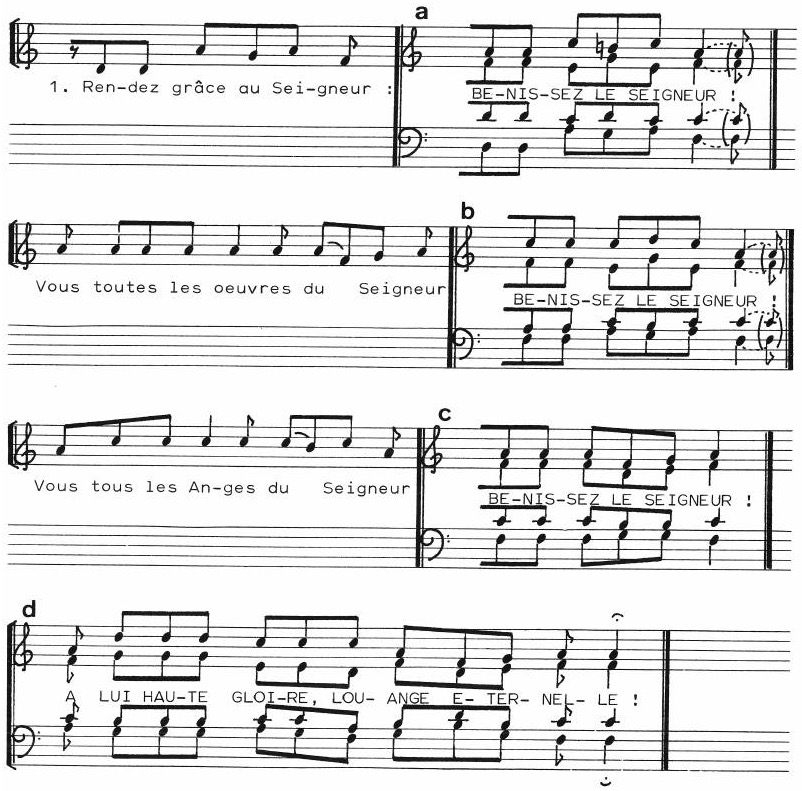 a
1. Ren-dez grâce au Sei-gneur : BE-NIS-SEZ LE SEIGNEUR !
b
Vous toutes les oeuvres du Seigneur BE-NIS-SEZ LE SEIGNEUR !
c
Vous tous les An-ges du Seigneur BE-NIS-SEZ LE SEIGNEUR !
d
A LUI HAU-TE GLOI-RE, LOU-ANGE E-TER-NEL-LE !